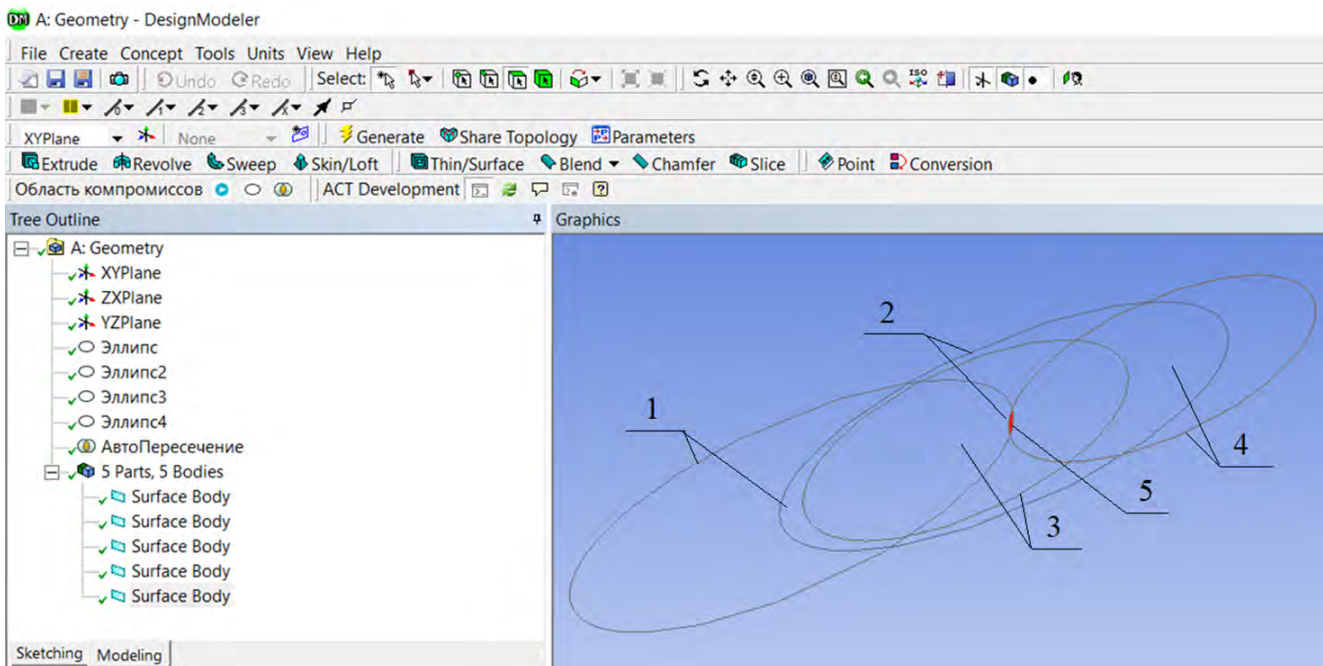 DM A: Geometry - DesignModeler
File Create Concept Tools Units View Help
Undo Redo Select: ISO
XYPlane None Generate Share Topology Parameters
Extrude Revolve Sweep Skin/Loft Thin/Surface Blend Chamfer Slice Point Conversion
Область компромиссов ACT Development
Tree Outline
Graphics
A: Geometry
XYPlane
ZXPlane
YZPlane
Эллипс
Эллипс2
Эллипс3
Эллипс4
АвтоПересечение
5 Parts, 5 Bodies
Surface Body
Surface Body
Surface Body
Surface Body
Surface Body
Sketching Modeling
2
1
4
5
3